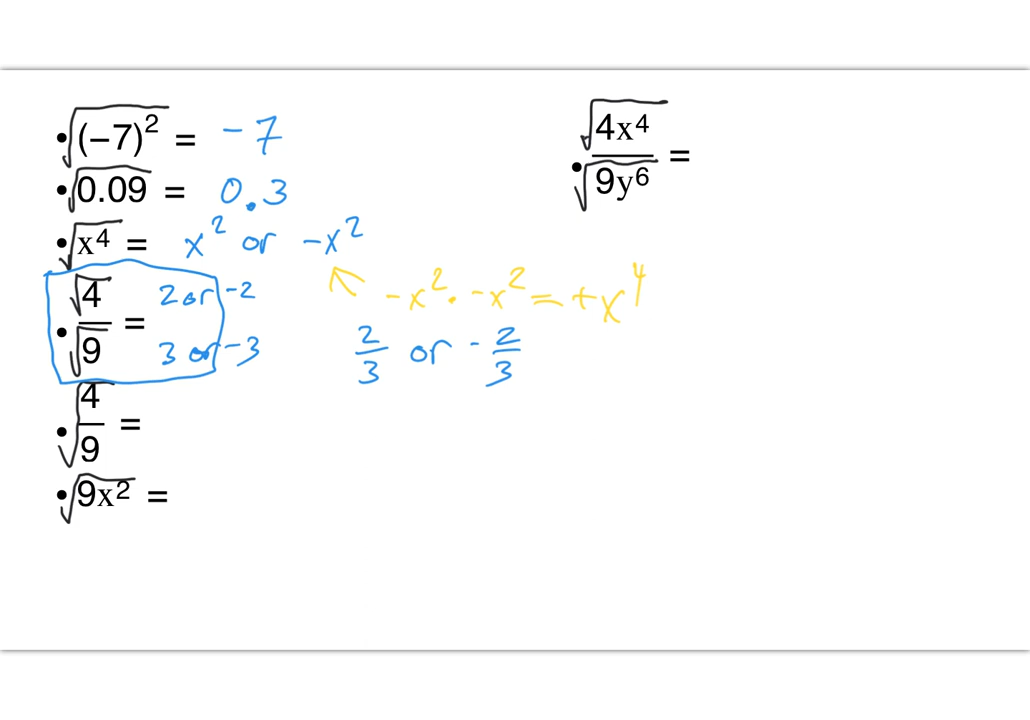 • √(−7)² = -7
• √0.09 = 0.3
• √x⁴ = x² or -x²
-x² · -x² = +x⁴
• √4/√9 = 2 or -2 / 3 or -3
2/3 or -2/3
• √4/9 =
• √9x² =
• √4x⁴/√9y⁶ =